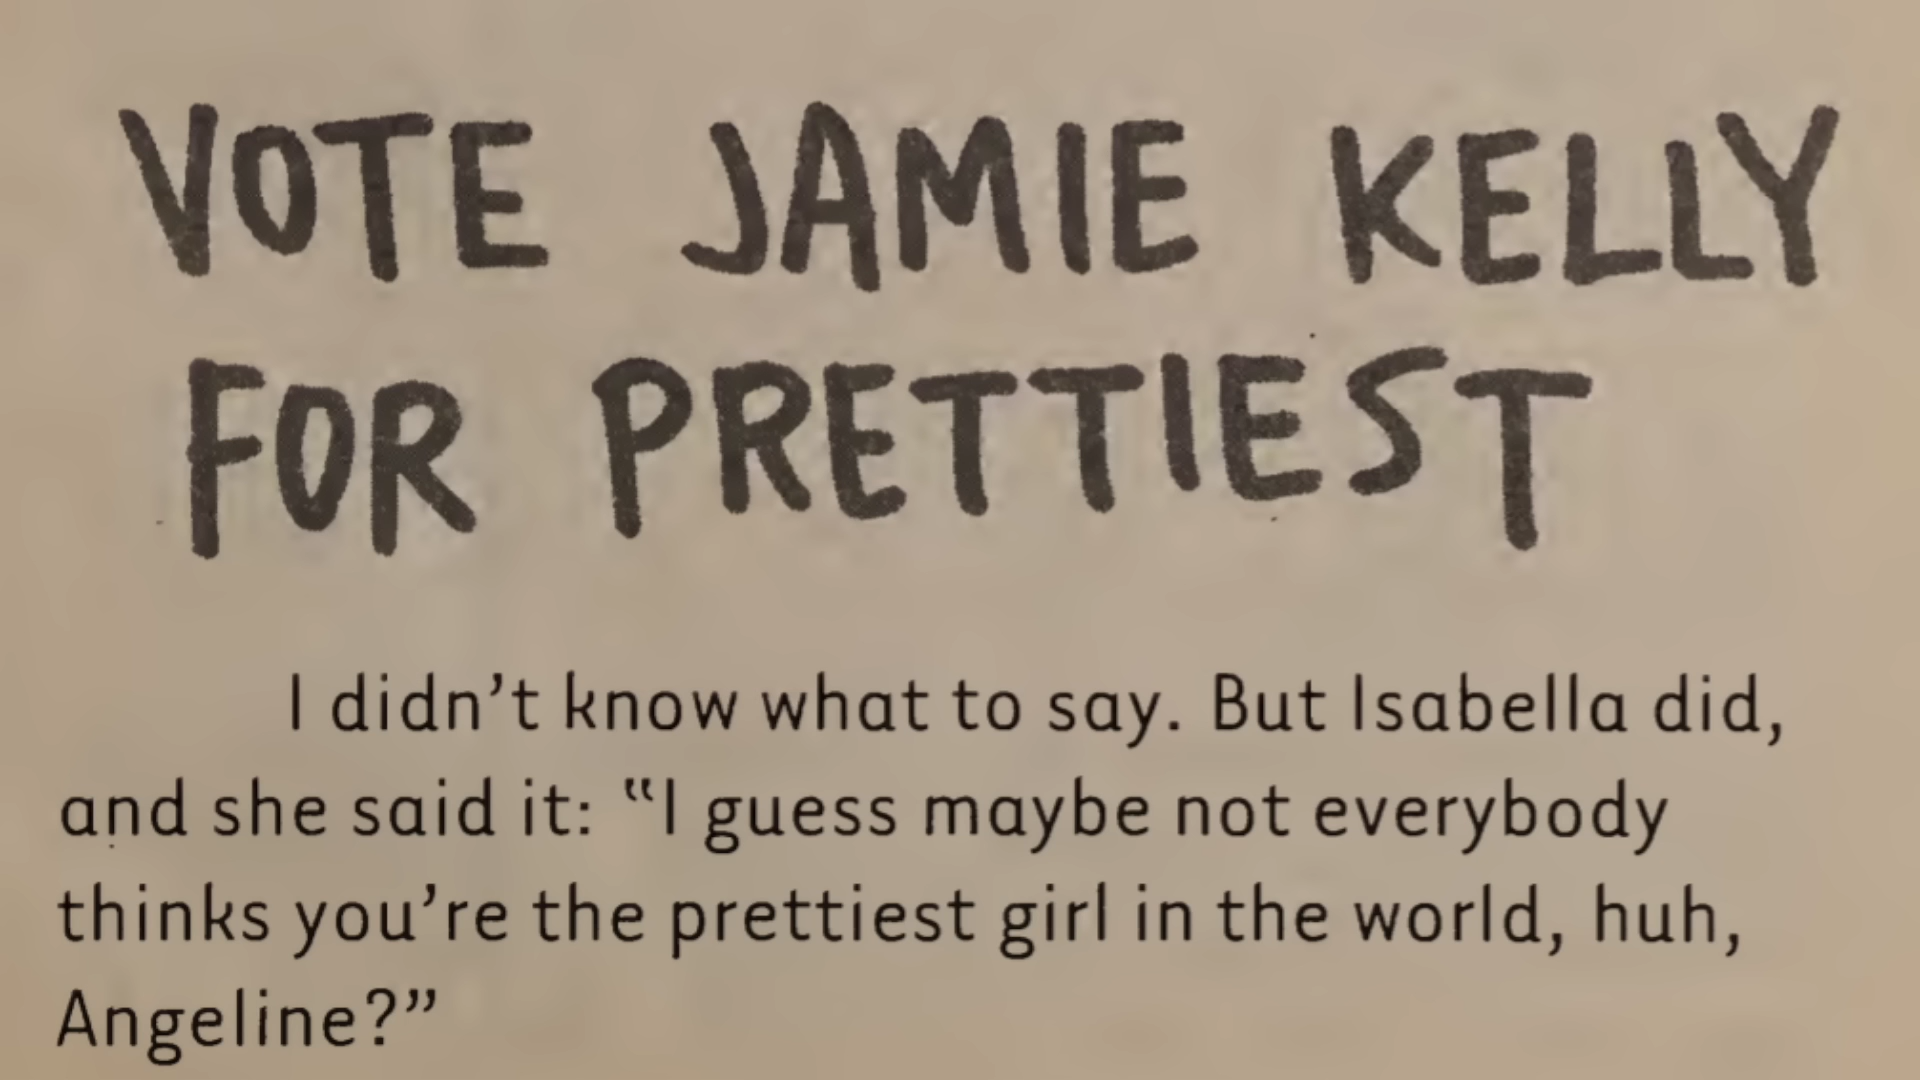 VOTE JAMIE KELLY
FOR PRETTIEST
I didn’t know what to say. But Isabella did,
and she said it: “I guess maybe not everybody
thinks you’re the prettiest girl in the world, huh,
Angeline?”